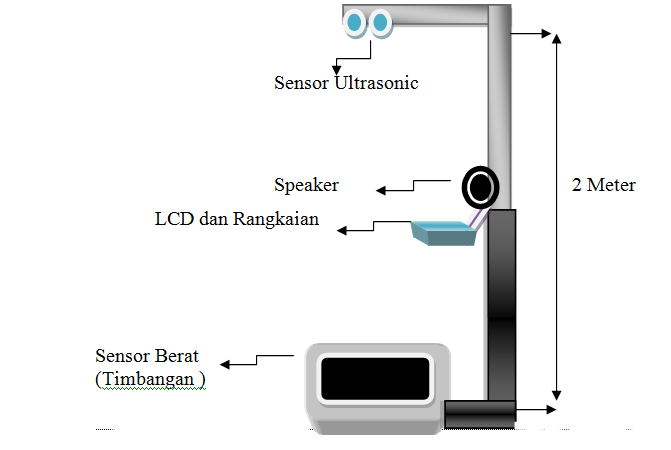 Sensor Ultrasonic
Speaker
2 Meter
LCD dan Rangkaian
Sensor Berat
(Timbangan )